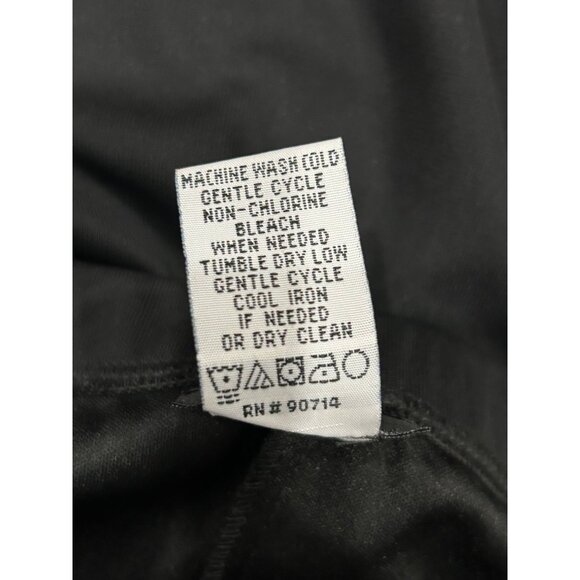 MACHINE WASH COLD
GENTLE CYCLE
NON-CHLORINE
BLEACH
WHEN NEEDED
TUMBLE DRY LOW
GENTLE CYCLE
COOL IRON
IF NEEDED
OR DRY CLEAN
RN# 90714